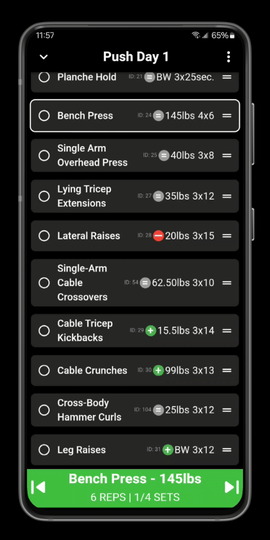 11:57 65%
Push Day 1
Planche Hold ID: 21 BW 3x25sec.
Bench Press ID: 24 145lbs 4x6
Single Arm
Overhead Press ID: 25 40lbs 3x8
Lying Tricep
Extensions ID: 27 35lbs 3x12
Lateral Raises ID: 28 20lbs 3x15
Single-Arm
Cable
Crossovers ID: 54 62.50lbs 3x10
Cable Tricep
Kickbacks ID: 29 15.5lbs 3x14
Cable Crunches ID: 30 99lbs 3x13
Cross-Body
Hammer Curls ID: 104 25lbs 3x12
Leg Raises ID: 31 BW 3x12
Bench Press - 145lbs
6 REPS | 1/4 SETS